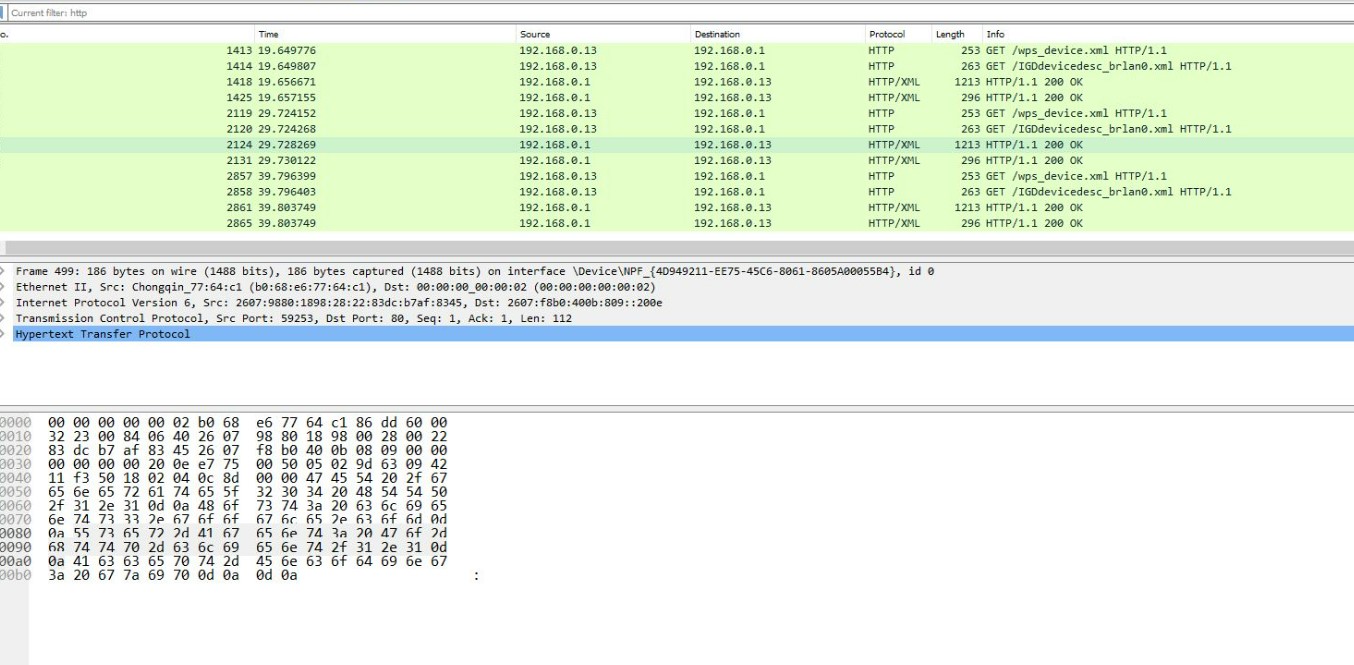 Current filter: http
o. Time Source Destination Protocol Length Info
1413 19.649776 192.168.0.13 192.168.0.1 HTTP 253 GET /wps_device.xml HTTP/1.1
1414 19.649807 192.168.0.13 192.168.0.1 HTTP 263 GET /IGDdevicedesc_brlan0.xml HTTP/1.1
1418 19.656671 192.168.0.1 192.168.0.13 HTTP/XML 1213 HTTP/1.1 200 OK
1425 19.657155 192.168.0.1 192.168.0.13 HTTP/XML 296 HTTP/1.1 200 OK
2119 29.724152 192.168.0.13 192.168.0.1 HTTP 253 GET /wps_device.xml HTTP/1.1
2120 29.724268 192.168.0.13 192.168.0.1 HTTP 263 GET /IGDdevicedesc_brlan0.xml HTTP/1.1
2124 29.728269 192.168.0.1 192.168.0.13 HTTP/XML 1213 HTTP/1.1 200 OK
2131 29.730122 192.168.0.1 192.168.0.13 HTTP/XML 296 HTTP/1.1 200 OK
2857 39.796399 192.168.0.13 192.168.0.1 HTTP 253 GET /wps_device.xml HTTP/1.1
2858 39.796403 192.168.0.13 192.168.0.1 HTTP 263 GET /IGDdevicedesc_brlan0.xml HTTP/1.1
2861 39.803749 192.168.0.1 192.168.0.13 HTTP/XML 1213 HTTP/1.1 200 OK
2865 39.803749 192.168.0.1 192.168.0.13 HTTP/XML 296 HTTP/1.1 200 OK
Frame 499: 186 bytes on wire (1488 bits), 186 bytes captured (1488 bits) on interface \Device\NPF_{4D949211-EE75-45C6-8061-8605A00055B4}, id 0
Ethernet II, Src: Chongqin_77:64:c1 (b0:68:e6:77:64:c1), Dst: 00:00:00_00:00:02 (00:00:00:00:00:02)
Internet Protocol Version 6, Src: 2607:9880:1898:28:22:83dc:b7af:8345, Dst: 2607:f8b0:400b:809::200e
Transmission Control Protocol, Src Port: 59253, Dst Port: 80, Seq: 1, Ack: 1, Len: 112
Hypertext Transfer Protocol
0000 00 00 00 00 00 02 b0 68 e6 77 64 c1 86 dd 60 00
0010 32 23 00 84 06 40 26 07 98 80 18 98 00 28 00 22
0020 83 dc b7 af 83 45 26 07 f8 b0 40 0b 08 09 00 00
0030 00 00 00 00 20 0e e7 75 00 50 05 02 9d 63 09 42
0040 11 f3 50 18 02 04 0c 8d 00 00 47 45 54 20 2f 67
0050 65 6e 65 72 61 74 65 5f 32 30 34 20 48 54 54 50
0060 2f 31 2e 31 0d 0a 48 6f 73 74 3a 20 63 6c 69 65
0070 6e 74 73 33 2e 67 6f 6f 67 6c 65 2e 63 6f 6d 0d
0080 0a 55 73 65 72 2d 41 67 65 6e 74 3a 20 47 6f 2d
0090 68 74 74 70 2d 63 6c 69 65 6e 74 2f 31 2e 31 0d
00a0 0a 41 63 63 65 70 74 2d 45 6e 63 6f 64 69 6e 67
00b0 3a 20 67 7a 69 70 0d 0a 0d 0a :